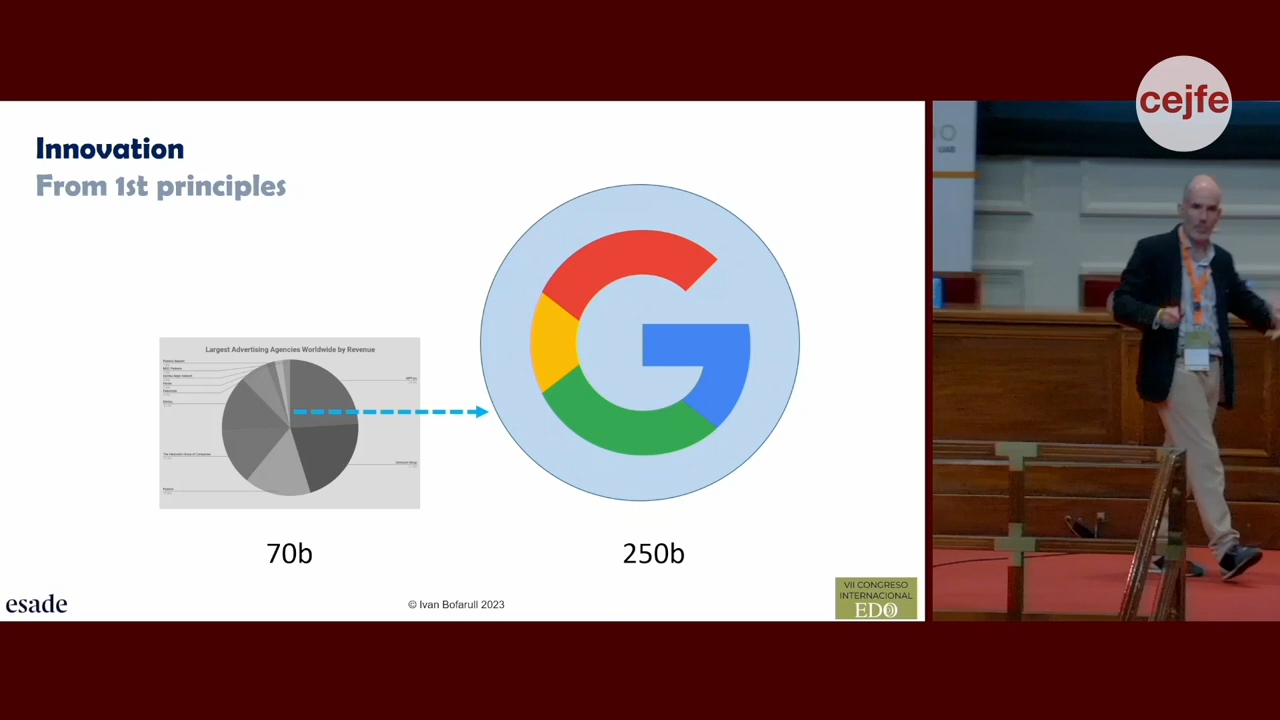 cejfe
Innovation
From 1st principles
UAB
Largest Advertising Agencies Worldwide by Revenue
70b
250b
esade
© Ivan Bofarull 2023
VII CONGRESO
INTERNACIONAL
EDO